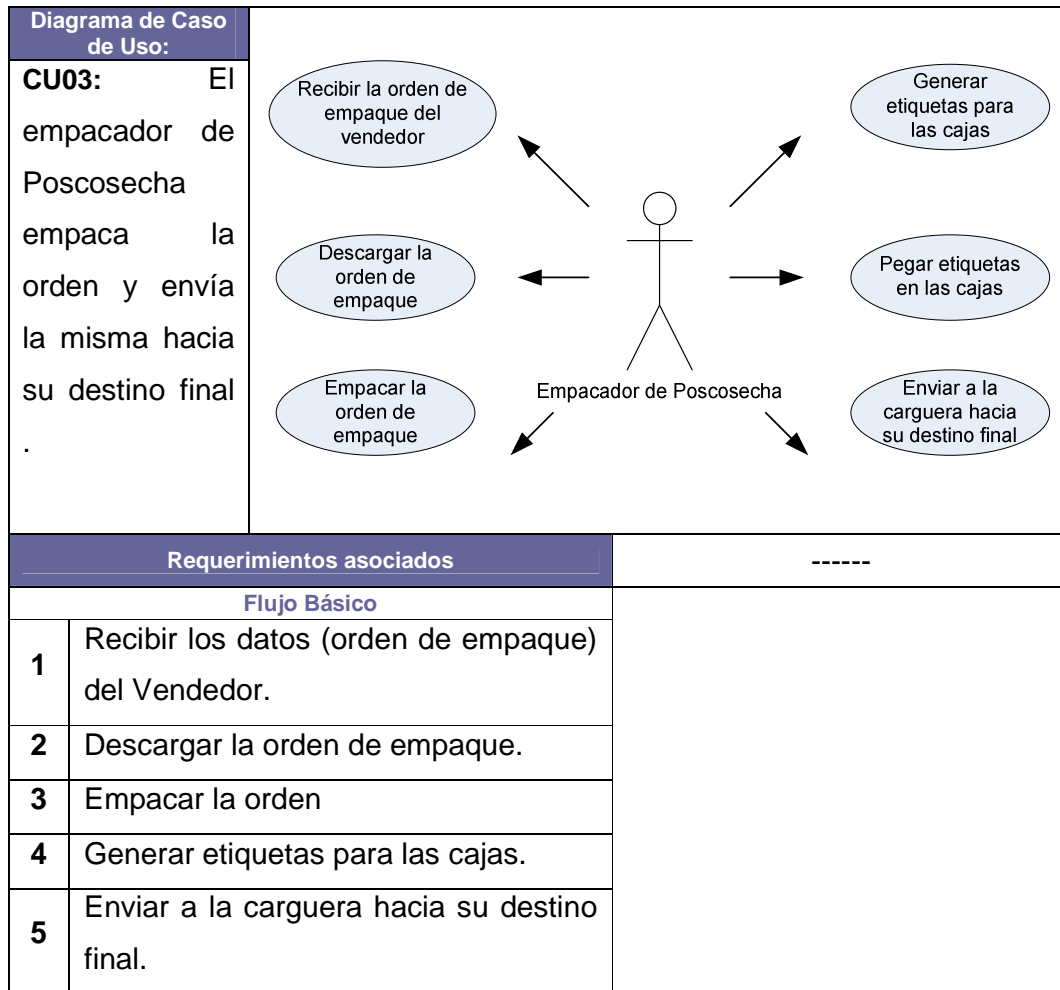 Diagrama de Caso
de Uso:
CU03: El
empacador de
Poscosecha
empaca la
orden y envía
la misma hacia
su destino final
.
Recibir la orden de
empaque del
vendedor
Descargar la
orden de
empaque
Empacar la
orden de
empaque
Empacador de Poscosecha
Generar
etiquetas para
las cajas
Pegar etiquetas
en las cajas
Enviar a la
carguera hacia
su destino final
Requerimientos asociados
------
Flujo Básico
1 Recibir los datos (orden de empaque)
del Vendedor.
2 Descargar la orden de empaque.
3 Empacar la orden
4 Generar etiquetas para las cajas.
5 Enviar a la carguera hacia su destino
final.